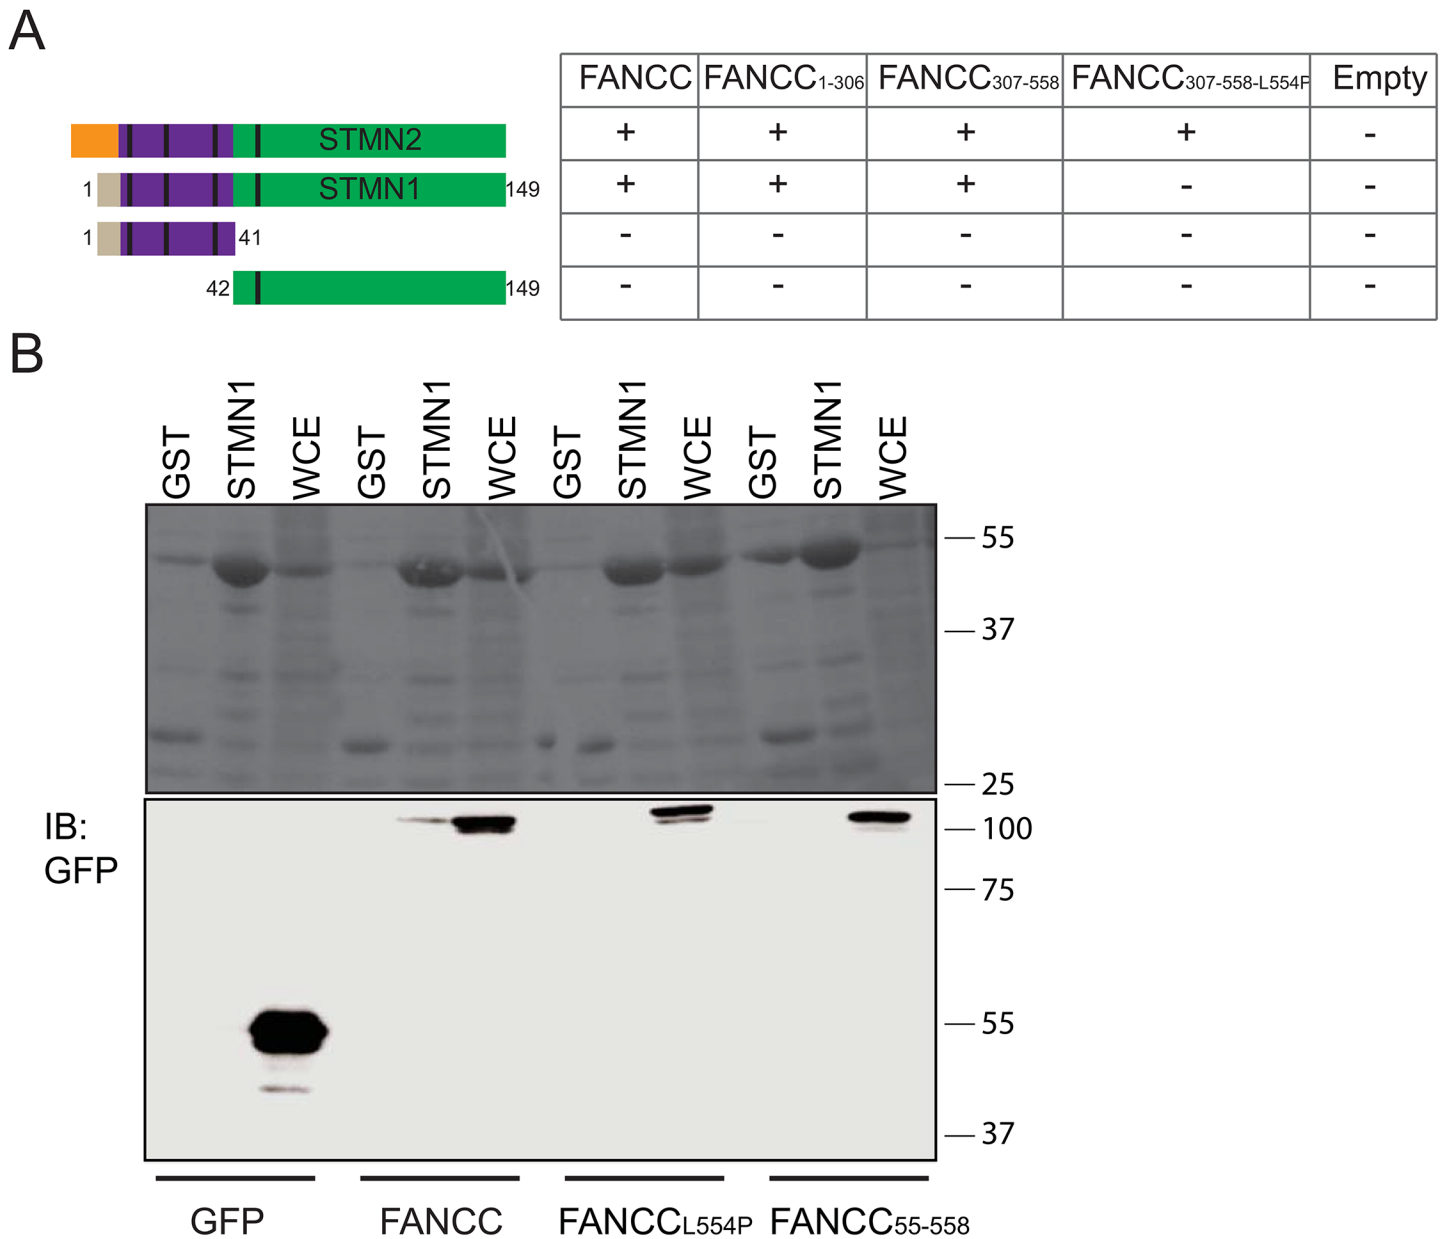 A
FANCC FANCC1-306 FANCC307-558 FANCC307-558-L554P Empty
STMN2 + + + + -
1 STMN1 149 + + + - -
1 41 - - - - -
42 149 - - - - -
B
GST STMN1 WCE GST STMN1 WCE GST STMN1 WCE GST STMN1 WCE
55
37
25
IB:
GFP
100
75
55
37
GFP FANCC FANCCL554P FANCC55-558